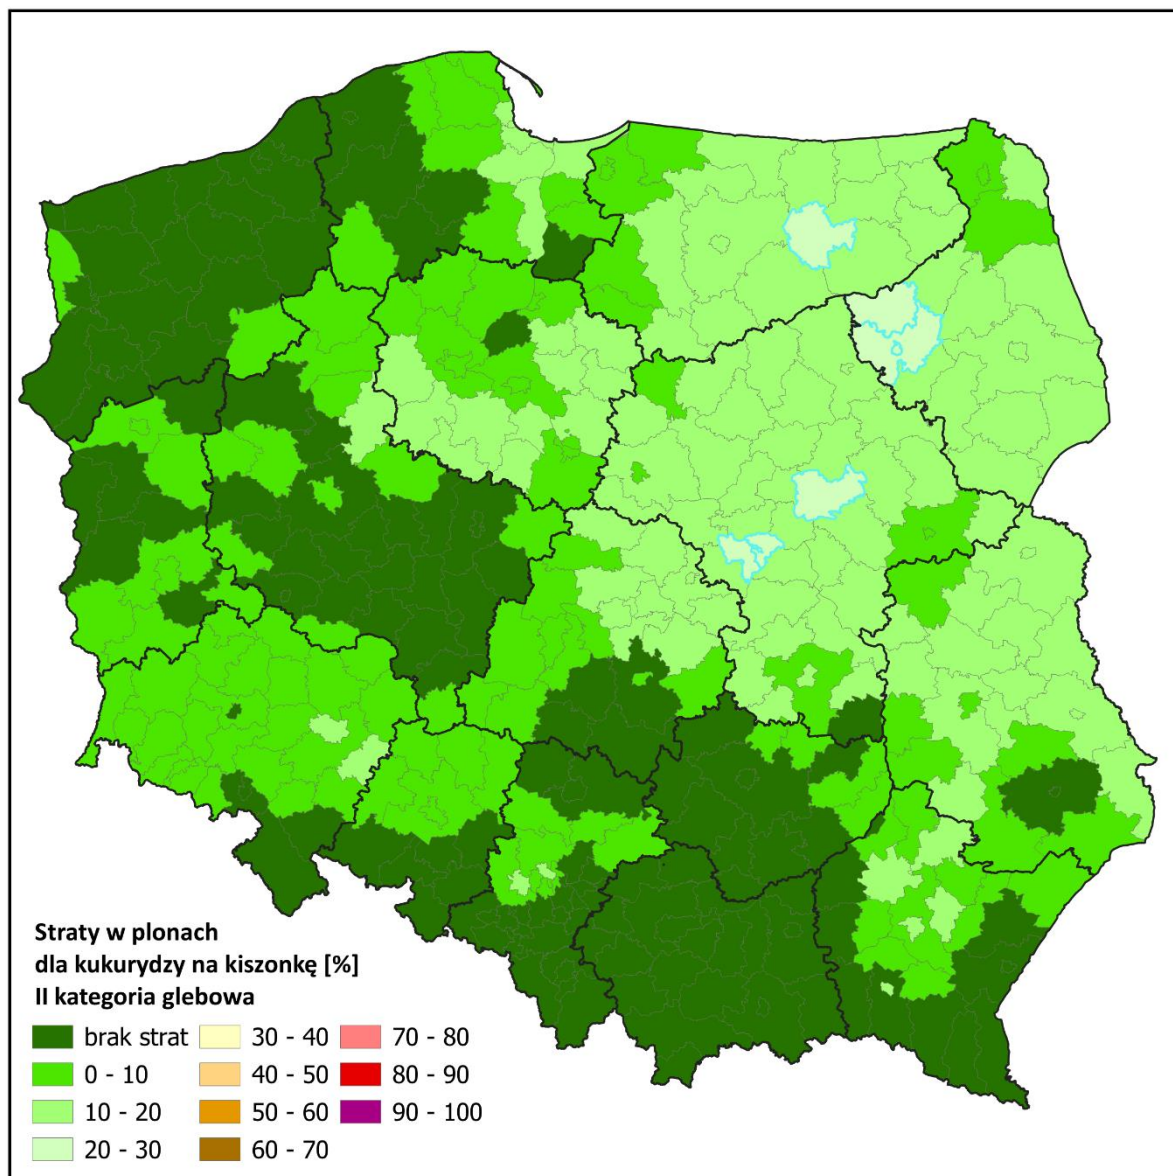 Straty w plonach
dla kukurydzy na kiszonkę [%]
II kategoria glebowa
brak strat
0 - 10
10 - 20
20 - 30
30 - 40
40 - 50
50 - 60
60 - 70
70 - 80
80 - 90
90 - 100